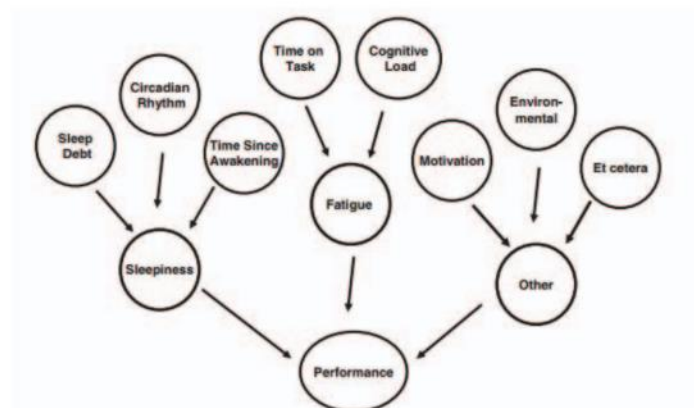 Time on
Task
Cognitive
Load
Circadian
Rhythm
Environ-
mental
Sleep
Debt
Time Since
Awakening
Motivation
Et cetera
Fatigue
Sleepiness
Other
Performance